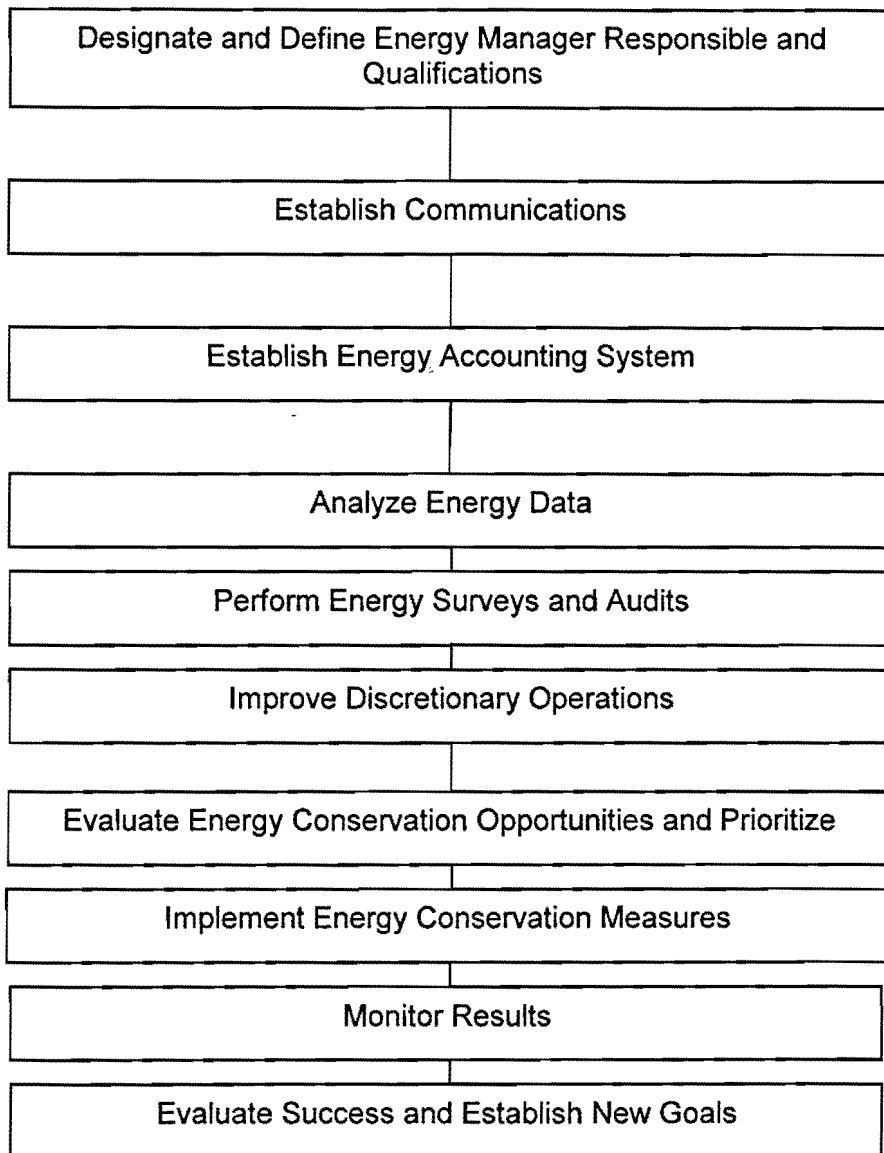 Designate and Define Energy Manager Responsible and
Qualifications
Establish Communications
Establish Energy Accounting System
Analyze Energy Data
Perform Energy Surveys and Audits
Improve Discretionary Operations
Evaluate Energy Conservation Opportunities and Prioritize
Implement Energy Conservation Measures
Monitor Results
Evaluate Success and Establish New Goals